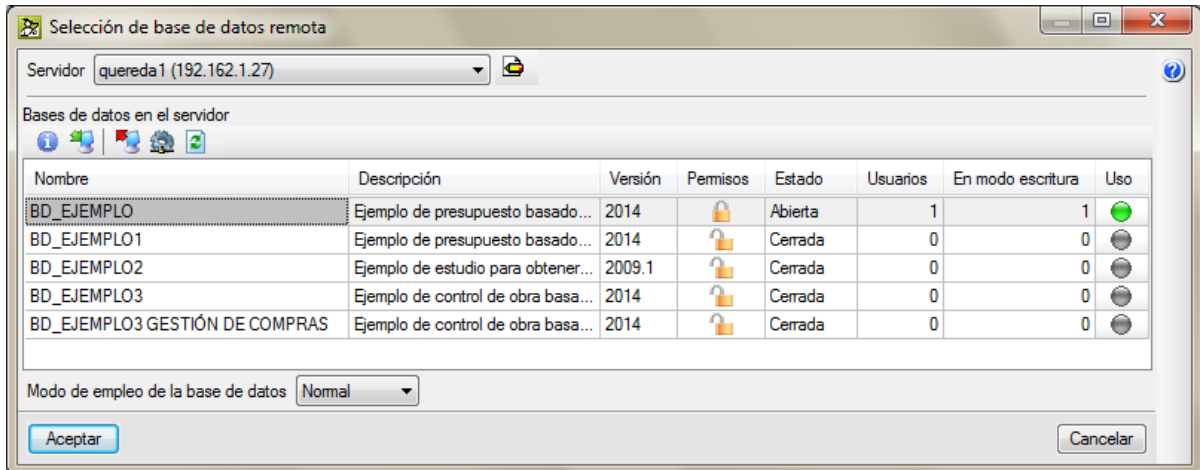 Selección de base de datos remota
Servidor quereda1 (192.162.1.27)
Bases de datos en el servidor
Nombre Descripción Versión Permisos Estado Usuarios En modo escritura Uso
BD_EJEMPLO Ejemplo de presupuesto basado... 2014 Abierta 1 1
BD_EJEMPLO1 Ejemplo de presupuesto basado... 2014 Cerrada 0 0
BD_EJEMPLO2 Ejemplo de estudio para obtener... 2009.1 Cerrada 0 0
BD_EJEMPLO3 Ejemplo de control de obra basa... 2014 Cerrada 0 0
BD_EJEMPLO3 GESTIÓN DE COMPRAS Ejemplo de control de obra basa... 2014 Cerrada 0 0
Modo de empleo de la base de datos Normal
Aceptar Cancelar